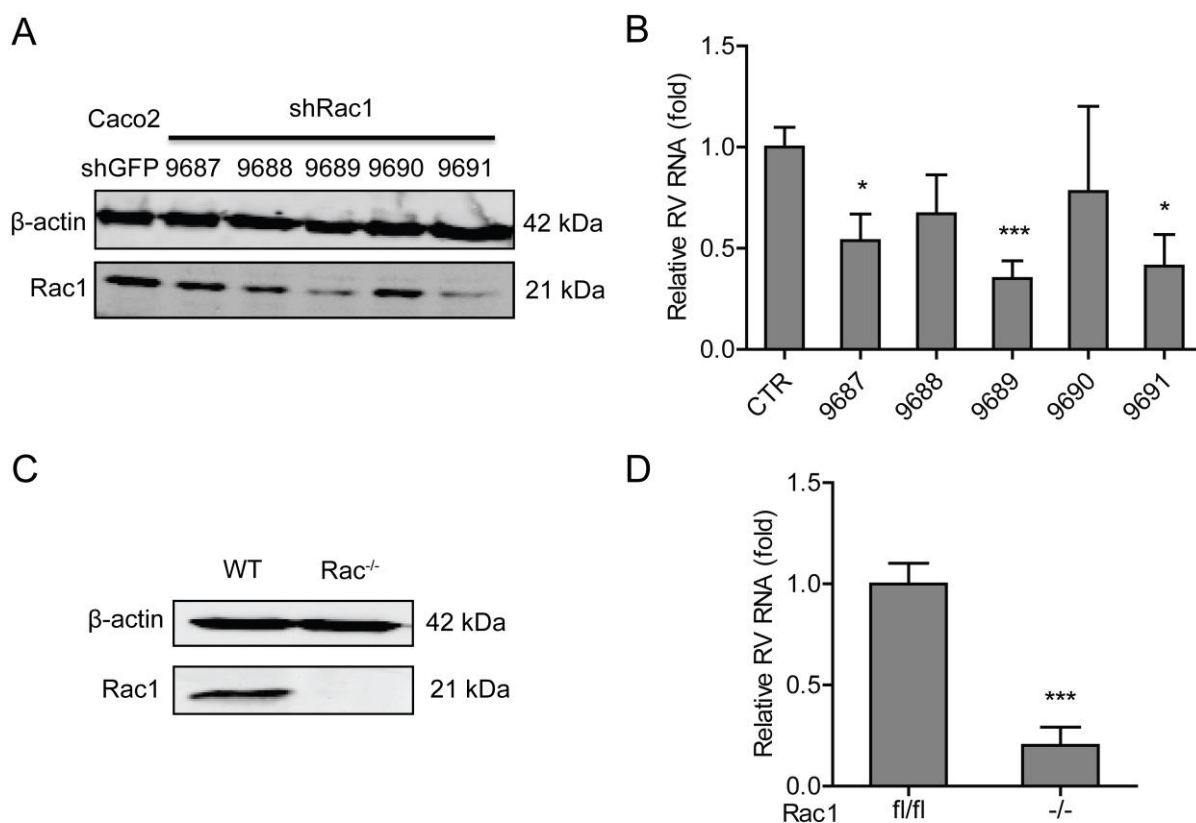 A
Caco2 shRac1
shGFP 9687 9688 9689 9690 9691
β-actin 42 kDa
Rac1 21 kDa
B
Relative RV RNA (fold)
1.5
1.0
0.5
0.0
* *** *
CTR 9687 9688 9689 9690 9691
C
WT Rac-/-
β-actin 42 kDa
Rac1 21 kDa
D
Relative RV RNA (fold)
1.5
1.0
0.5
0.0
***
Rac1 fl/fl -/-